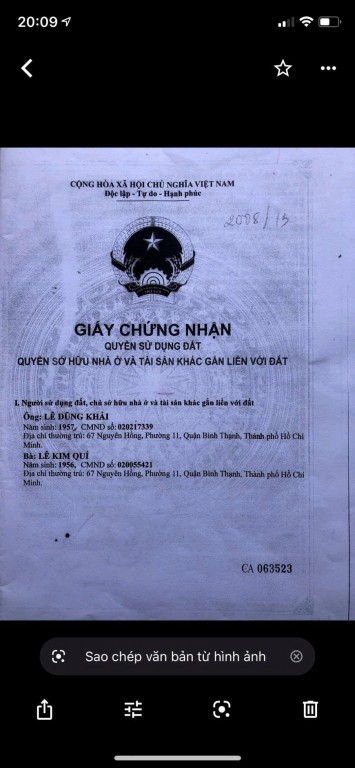 20:09
CỘNG HÒA XÃ HỘI CHỦ NGHĨA VIỆT NAM
Độc lập - Tự do - Hạnh phúc
2008/15
GIẤY CHỨNG NHẬN
QUYỀN SỬ DỤNG ĐẤT
QUYỀN SỞ HỮU NHÀ Ở VÀ TÀI SẢN KHÁC GẮN LIỀN VỚI ĐẤT
I. Người sử dụng đất, chủ sở hữu nhà ở và tài sản khác gắn liền với đất
Ông: LÊ DŨNG KHẢI
Năm sinh: 1957, CMND số: 020217339
Địa chỉ thường trú: 67 Nguyên Hồng, Phường 11, Quận Bình Thạnh, Thành phố Hồ Chí
Minh.
Bà: LÊ KIM QUÍ
Năm sinh: 1956, CMND số: 020055421
Địa chỉ thường trú: 67 Nguyên Hồng, Phường 11, Quận Bình Thạnh, Thành phố Hồ Chí
Minh.
CA 063523
Sao chép văn bản từ hình ảnh